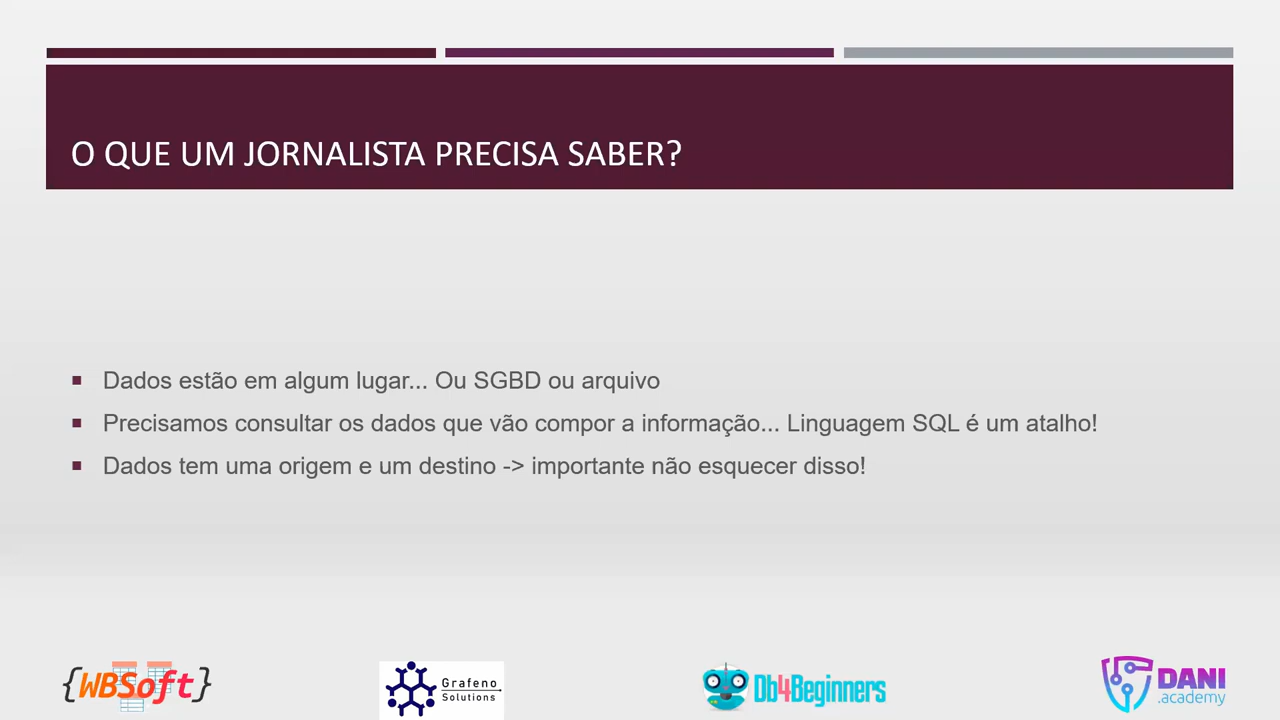 O QUE UM JORNALISTA PRECISA SABER?
Dados estão em algum lugar... Ou SGBD ou arquivo
Precisamos consultar os dados que vão compor a informação... Linguagem SQL é um atalho!
Dados tem uma origem e um destino -> importante não esquecer disso!
{WBSoft}
Grafeno
Solutions
Db4Beginners
DANI
.academy